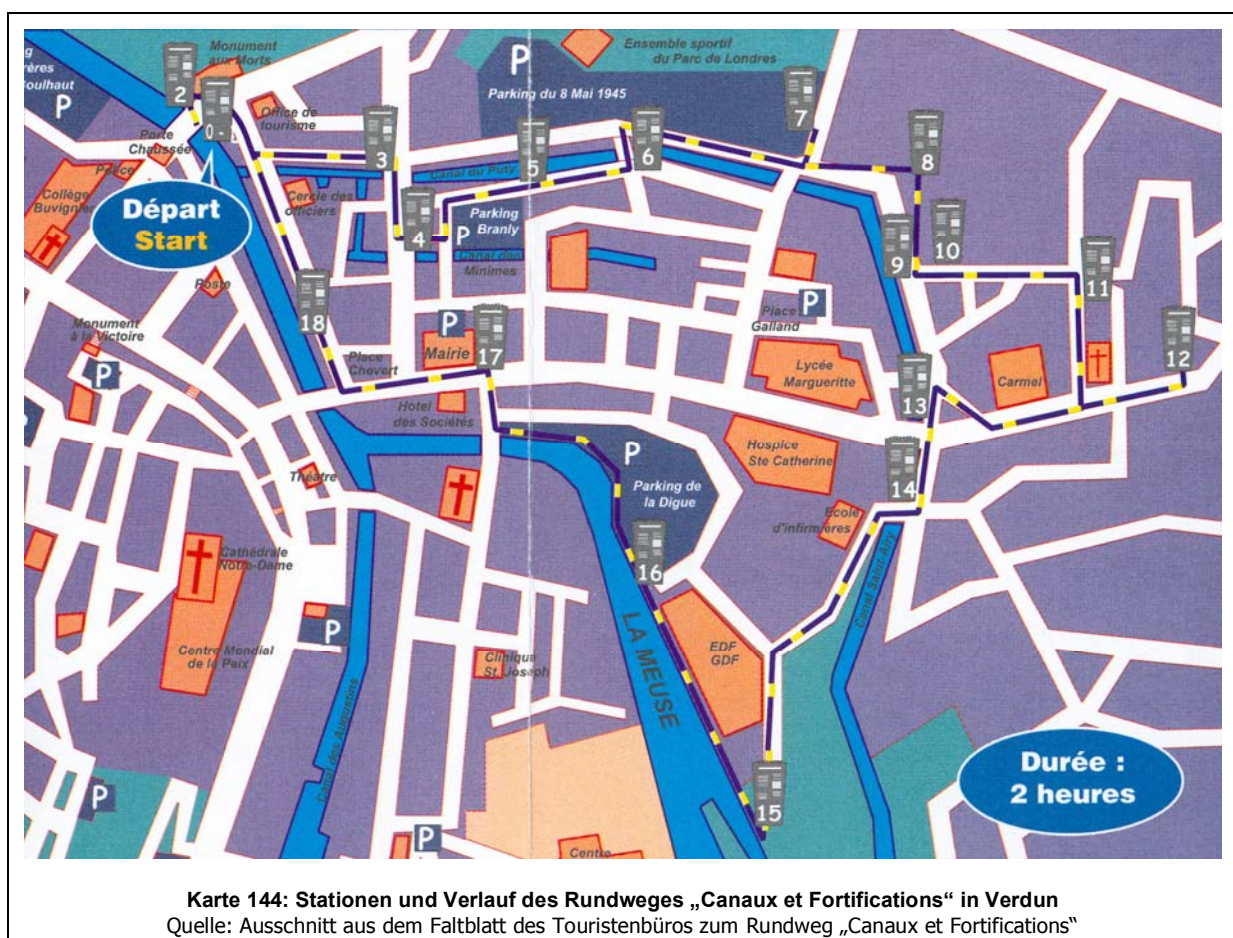 Monument
aux Morts
Ensemble sportif
du Parc de Londres
P
Parking du 8 Mai 1945
P
2
0 -
Office de
tourisme
7
Porte
Chaussée
Police
3
5
6
8
Canal du Puty
Collège
Buvignier
Départ
Start
Cercle des
officiers
4
P
Parking
Branly
Canal des
Minimes
9
10
11
Poste
18
Monument
à la Victoire
P
P
Mairie
17
Place
Chevert
P
Place
Galland
Lycée
Margueritte
12
Carmel
13
Hotel
des Sociétés
Hospice
Ste Catherine
P
Parking de
la Digue
14
Théatre
Ecole
d'infirmières
Cathédrale
Notre-Dame
16
Canal Saint-Airy
LA MEUSE
EDF
GDF
P
Centre Mondial
de la Paix
Clinique
St. Joseph
Canal des Augustins
P
15
P
Centre
Durée :
2 heures
Karte 144: Stationen und Verlauf des Rundweges „Canaux et Fortifications“ in Verdun
Quelle: Ausschnitt aus dem Faltblatt des Touristenbüros zum Rundweg „Canaux et Fortifications“